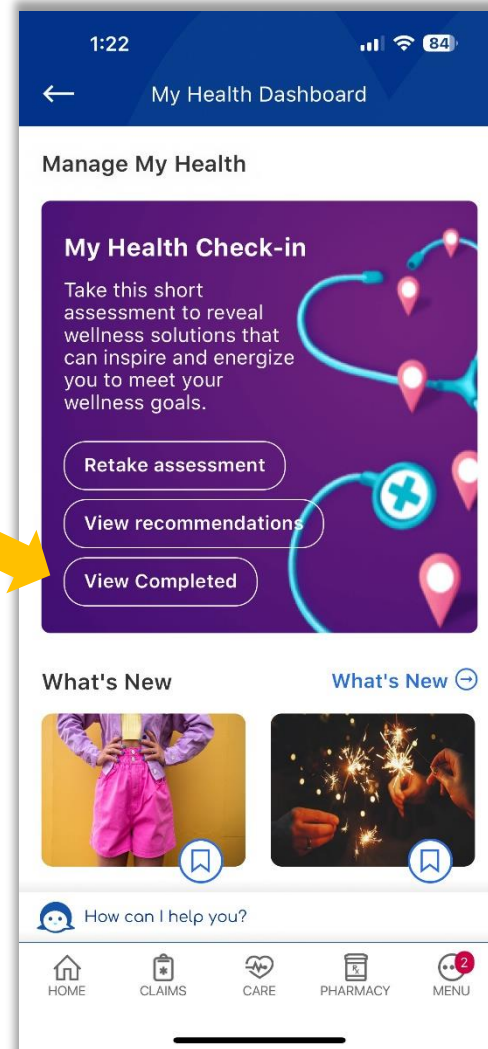 1:22
84
My Health Dashboard
Manage My Health
My Health Check-in
Take this short
assessment to reveal
wellness solutions that
can inspire and energize
you to meet your
wellness goals.
Retake assessment
View recommendations
View Completed
What's New
What's New
How can I help you?
HOME
CLAIMS
CARE
PHARMACY
2
MENU